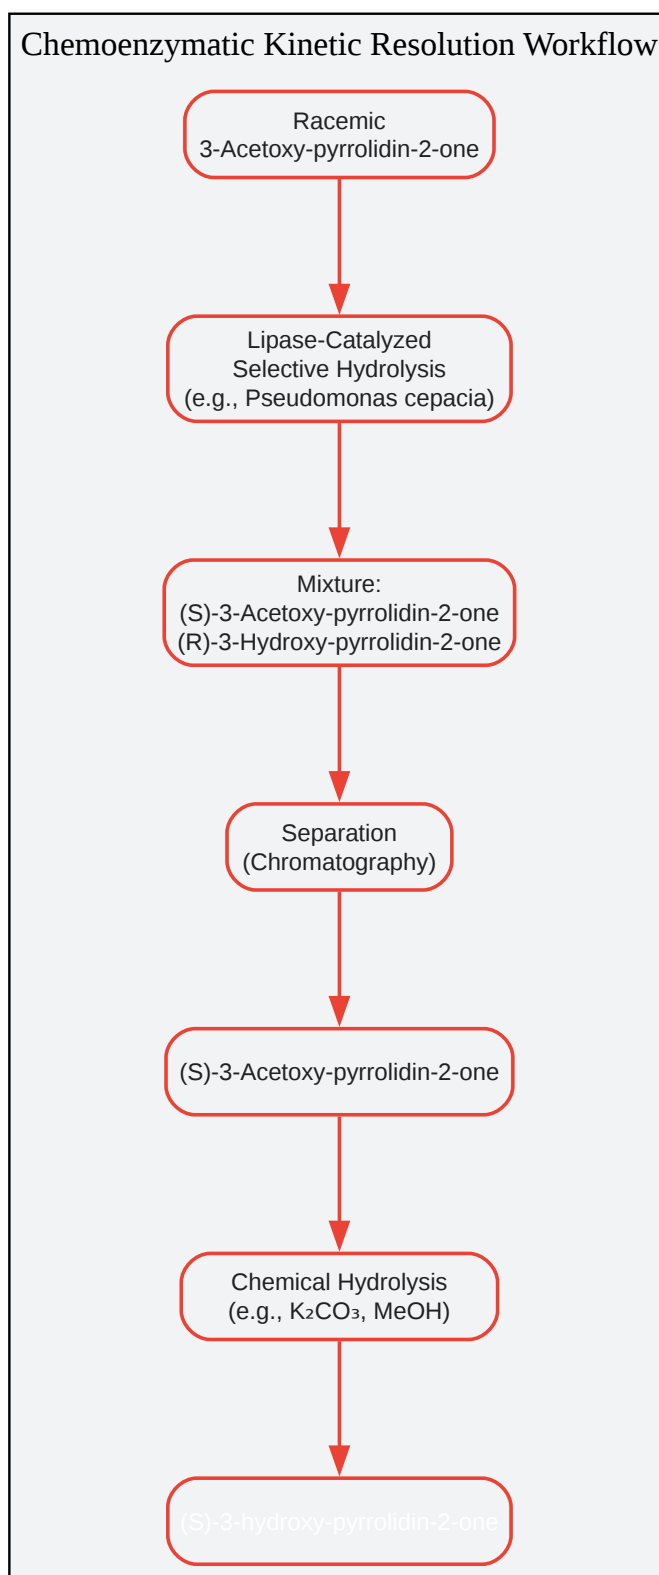 Chemoenzymatic Kinetic Resolution Workflow
Racemic
3-Acetoxy-pyrrolidin-2-one
Lipase-Catalyzed
Selective Hydrolysis
(e.g., Pseudomonas cepacia)
Mixture:
(S)-3-Acetoxy-pyrrolidin-2-one
(R)-3-Hydroxy-pyrrolidin-2-one
Separation
(Chromatography)
(S)-3-Acetoxy-pyrrolidin-2-one
Chemical Hydrolysis
(e.g., K₂CO₃, MeOH)
(S)-3-hydroxy-pyrrolidin-2-one